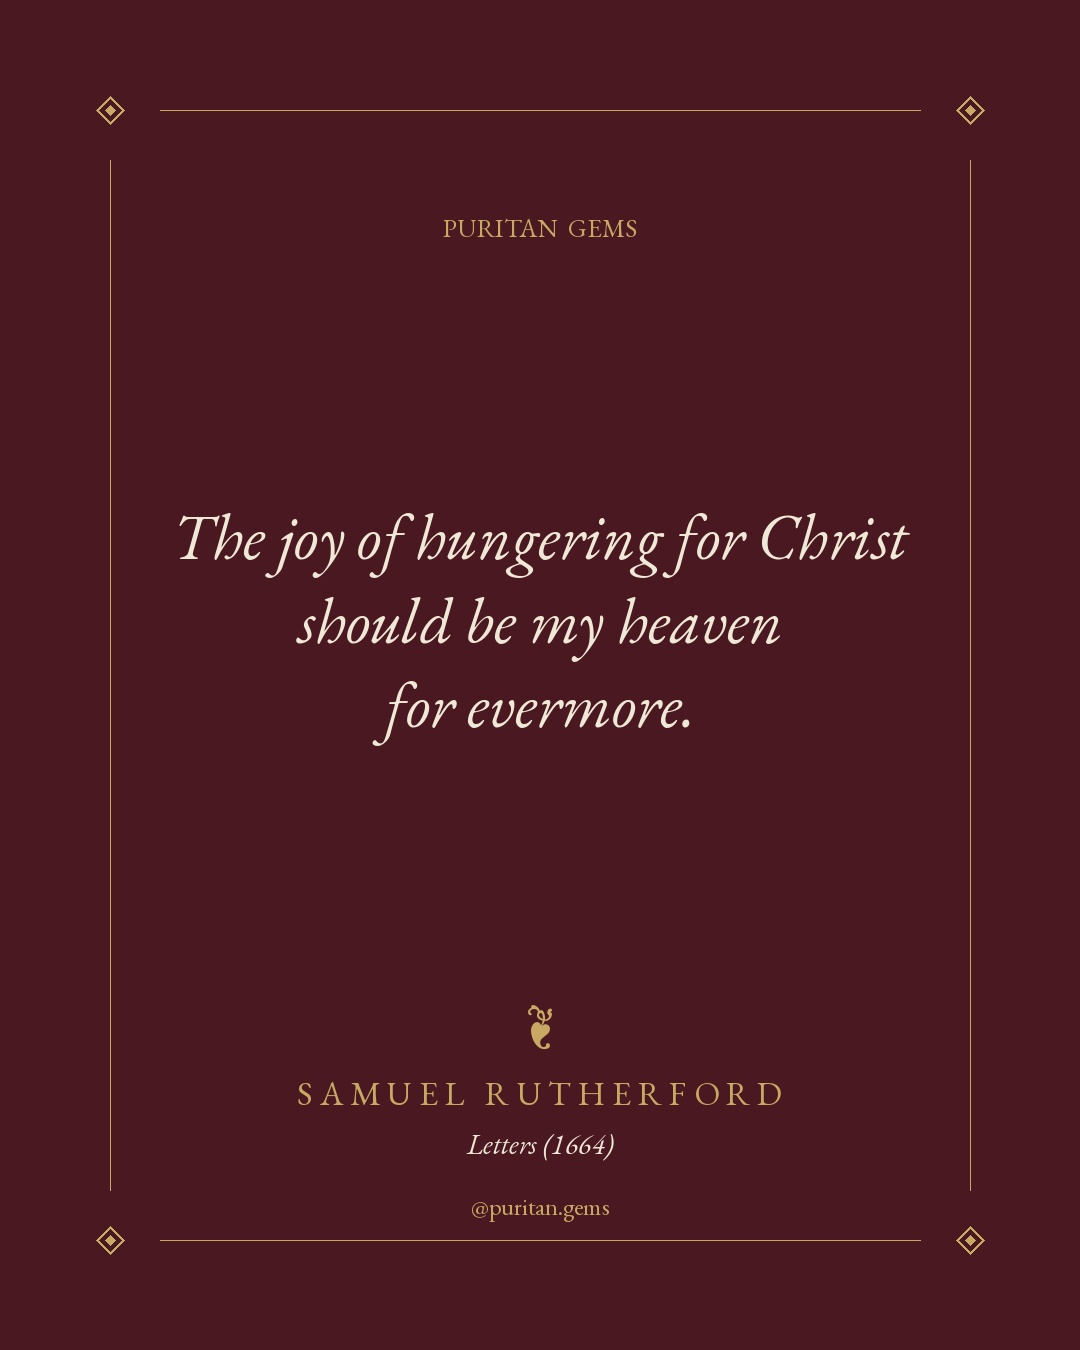 PURITAN GEMS
The joy of hungering for Christ
should be my heaven
for evermore.
SAMUEL RUTHERFORD
Letters (1664)
@puritan.gems